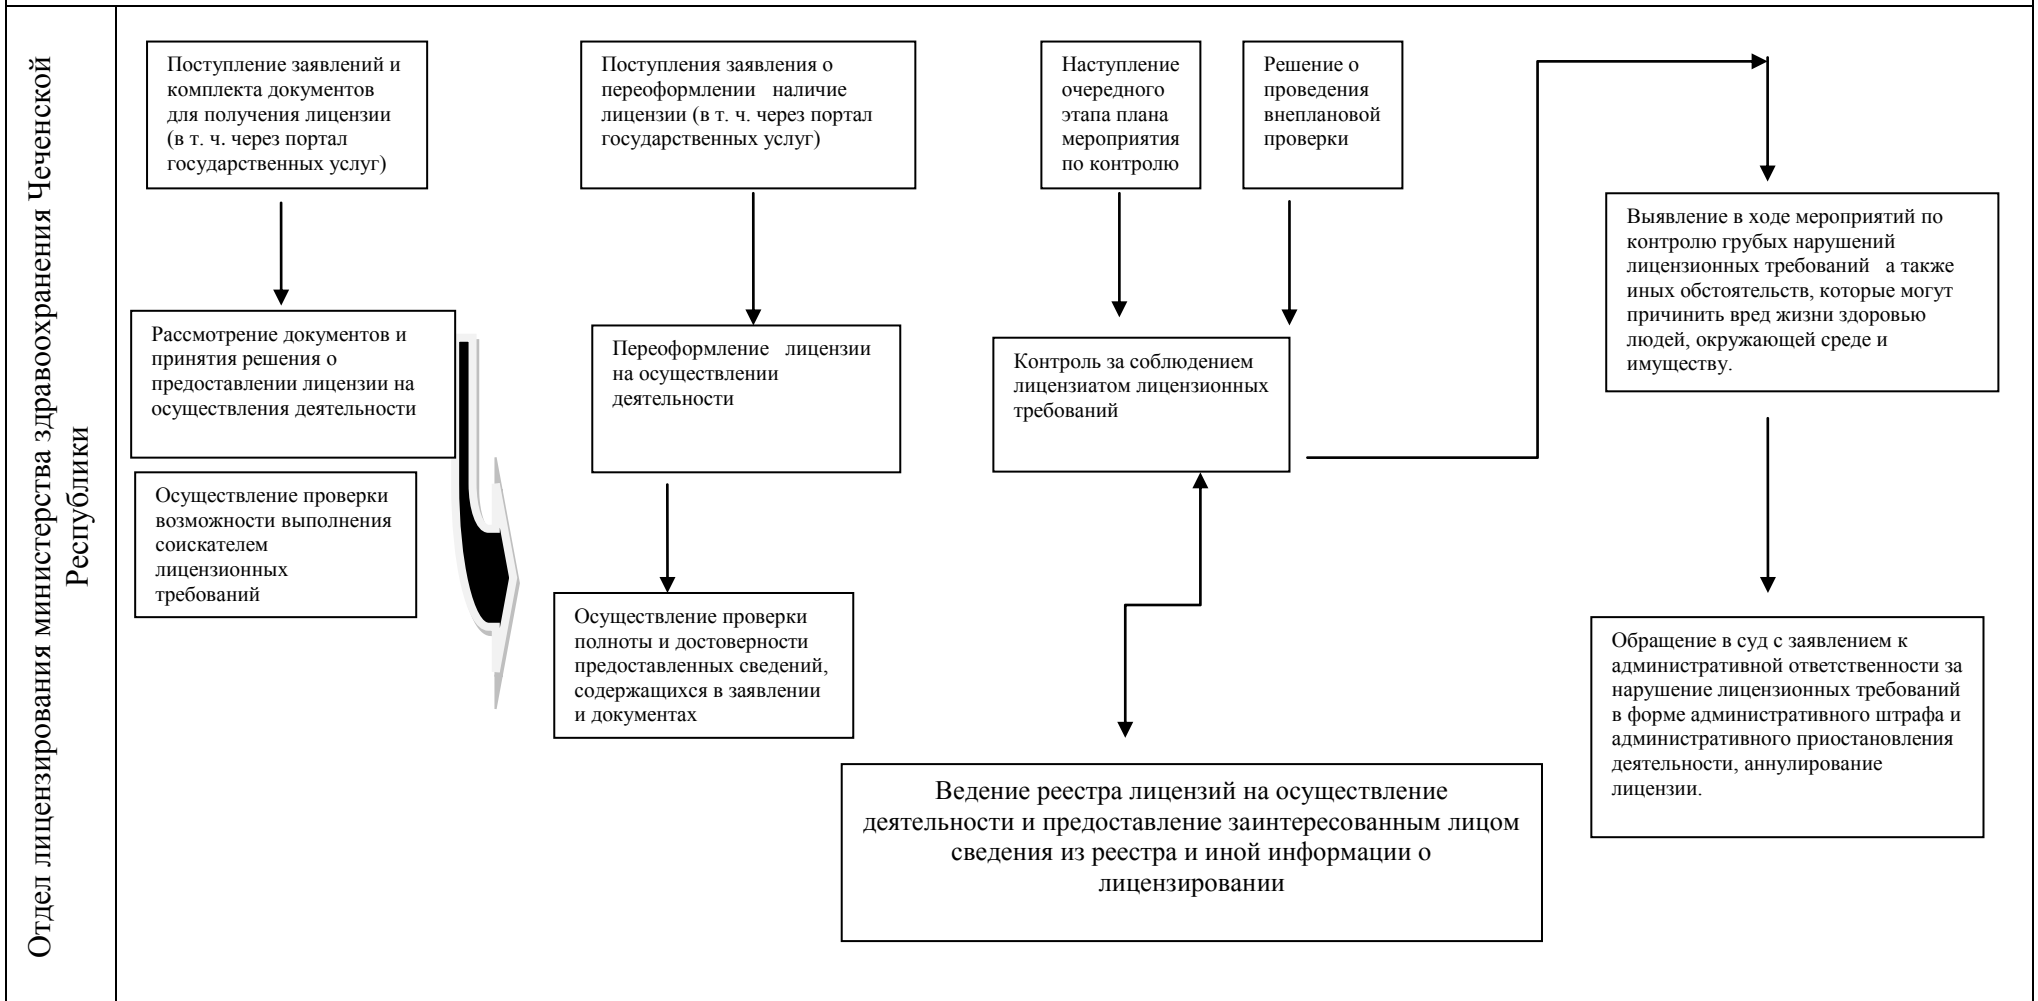 Отдел лицензирования министерства здравоохранения Чеченской
Республики
Поступление заявлений и
комплекта документов
для получения лицензии
(в т. ч. через портал
государственных услуг)
Поступления заявления о
переоформлении наличие
лицензии (в т. ч. через портал
государственных услуг)
Наступление
очередного
этапа плана
мероприятия
по контролю
Решение о
проведения
внеплановой
проверки
Выявление в ходе мероприятий по
контролю грубых нарушений
лицензионных требований а также
иных обстоятельств, которые могут
причинить вред жизни здоровью
людей, окружающей среде и
имуществу.
Рассмотрение документов и
принятия решения о
предоставлении лицензии на
осуществления деятельности
Переоформление лицензии
на осуществлении
деятельности
Контроль за соблюдением
лицензиатом лицензионных
требований
Осуществление проверки
возможности выполнения
соискателем
лицензионных
требований
Осуществление проверки
полноты и достоверности
предоставленных сведений,
содержащихся в заявлении
и документах
Обращение в суд с заявлением к
административной ответственности за
нарушение лицензионных требований
в форме административного штрафа и
административного приостановления
деятельности, аннулирование
лицензии.
Ведение реестра лицензий на осуществление
деятельности и предоставление заинтересованным лицом
сведения из реестра и иной информации о
лицензировании